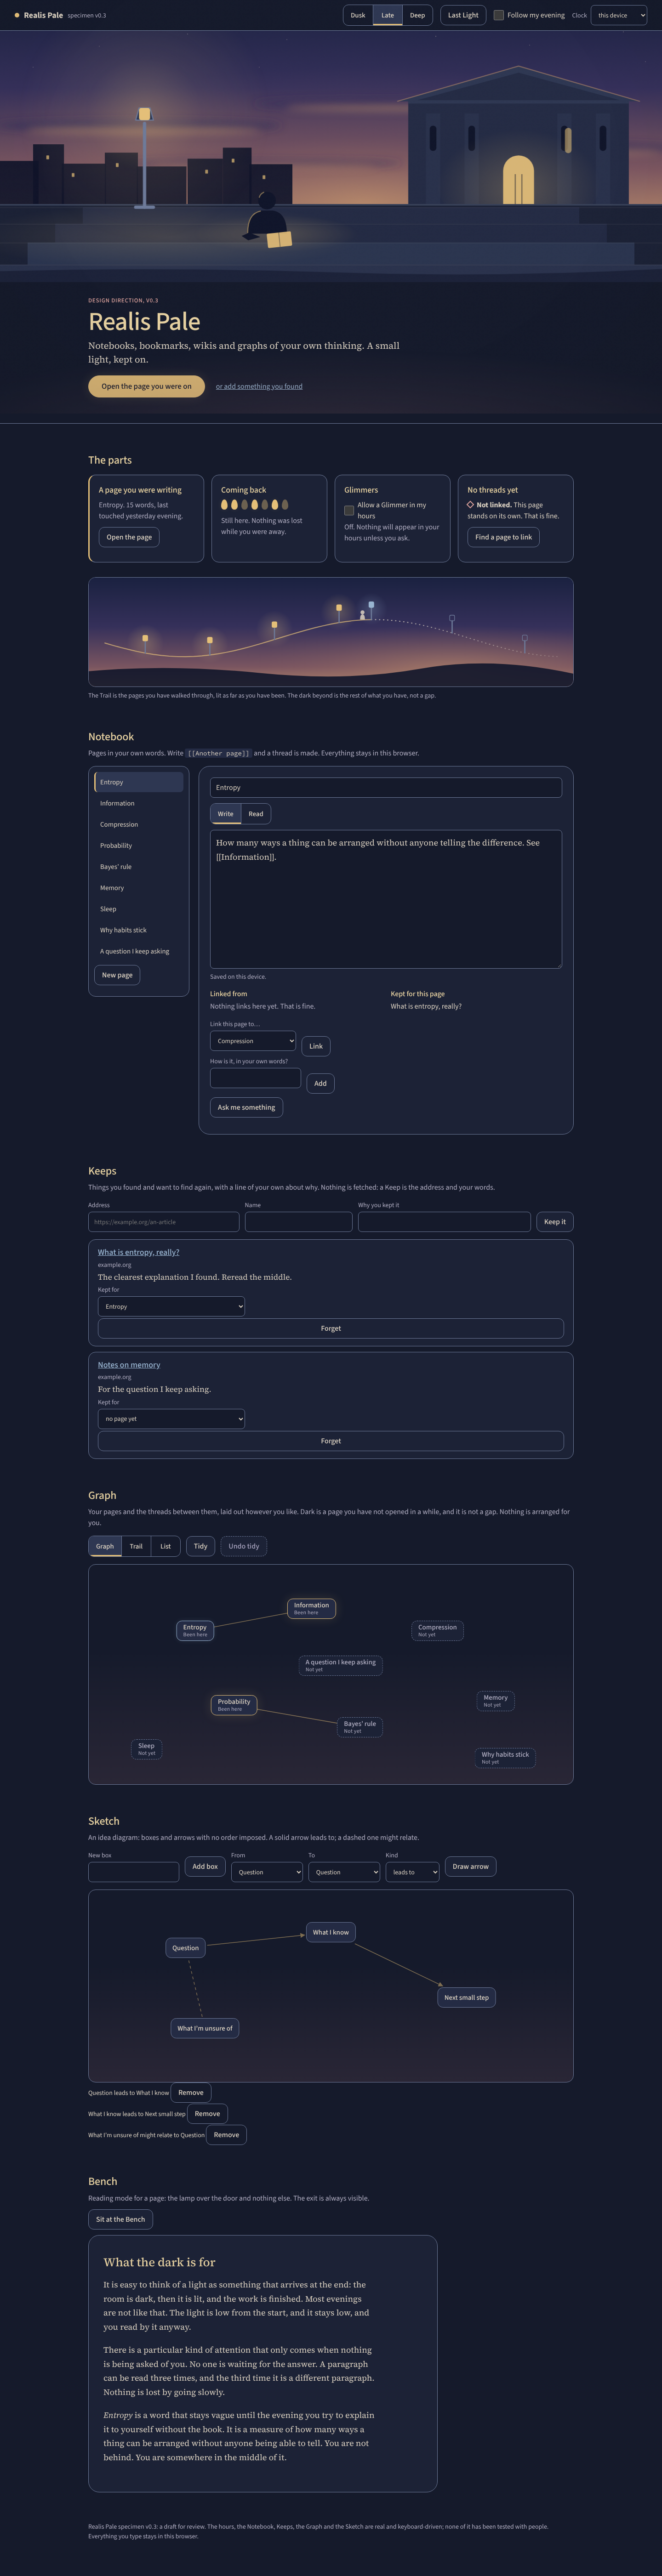 Realis Pale specimen v0.3
Dusk Late Deep Last Light Follow my evening Clock this device
DESIGN DIRECTION, V0.3
Realis Pale
Notebooks, bookmarks, wikis and graphs of your own thinking. A small
light, kept on.
Open the page you were on or add something you found
The parts
A page you were writing
Entropy. 15 words, last
touched yesterday evening.
Open the page
Coming back
Still here. Nothing was lost
while you were away.
Glimmers
Allow a Glimmer in my
hours
Off. Nothing will appear in your
hours unless you ask.
No threads yet
Not linked. This page
stands on its own. That is fine.
Find a page to link
The Trail is the pages you have walked through, lit as far as you have been. The dark beyond is the rest of what you have, not a gap.
Notebook
Pages in your own words. Write [[Another page]] and a thread is made. Everything stays in this browser.
Entropy
Information
Compression
Probability
Bayes' rule
Memory
Sleep
Why habits stick
A question I keep asking
New page
Entropy
Write Read
How many ways a thing can be arranged without anyone telling the difference. See
[[Information]].
Saved on this device.
Linked from
Nothing links here yet. That is fine.
Kept for this page
What is entropy, really?
Link this page to…
Compression Link
How is it, in your own words?
Add
Ask me something
Keeps
Things you found and want to find again, with a line of your own about why. Nothing is fetched: a Keep is the address and your words.
Address Name Why you kept it
https://example.org/an-article Keep it
What is entropy, really?
example.org
The clearest explanation I found. Reread the middle.
Kept for
Entropy
Forget
Notes on memory
example.org
For the question I keep asking.
Kept for
no page yet
Forget
Graph
Your pages and the threads between them, laid out however you like. Dark is a page you have not opened in a while, and it is not a gap. Nothing is arranged for
you.
Graph Trail List Tidy Undo tidy
Information
Been here
Entropy
Been here
Compression
Not yet
A question I keep asking
Not yet
Memory
Not yet
Probability
Been here
Bayes' rule
Not yet
Sleep
Not yet
Why habits stick
Not yet
Sketch
An idea diagram: boxes and arrows with no order imposed. A solid arrow leads to; a dashed one might relate.
New box From To Kind
Add box Question Question leads to Draw arrow
What I know
Question
Next small step
What I'm unsure of
Question leads to What I know Remove
What I know leads to Next small step Remove
What I'm unsure of might relate to Question Remove
Bench
Reading mode for a page: the lamp over the door and nothing else. The exit is always visible.
Sit at the Bench
What the dark is for
It is easy to think of a light as something that arrives at the end: the
room is dark, then it is lit, and the work is finished. Most evenings
are not like that. The light is low from the start, and it stays low, and
you read by it anyway.
There is a particular kind of attention that only comes when nothing
is being asked of you. No one is waiting for the answer. A paragraph
can be read three times, and the third time it is a different paragraph.
Nothing is lost by going slowly.
Entropy is a word that stays vague until the evening you try to explain
it to yourself without the book. It is a measure of how many ways a
thing can be arranged without anyone being able to tell. You are not
behind. You are somewhere in the middle of it.
Realis Pale specimen v0.3: a draft for review. The hours, the Notebook, Keeps, the Graph and the Sketch are real and keyboard-driven; none of it has been tested with people.
Everything you type stays in this browser.